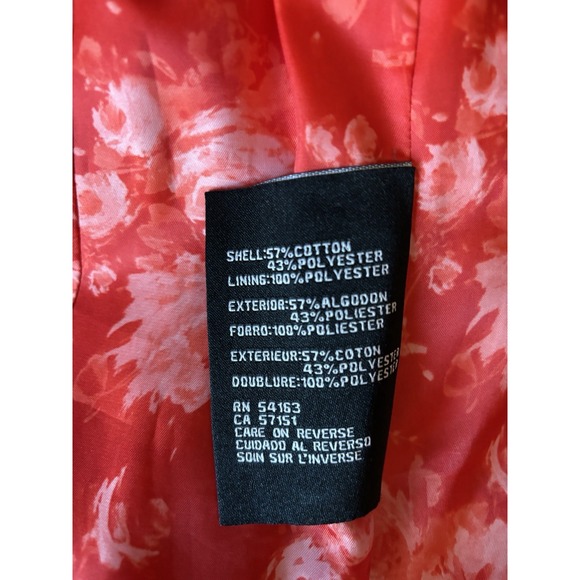 SHELL:57%COTTON
43%POLYESTER
LINING:100%POLYESTER
EXTERIOR:57%ALGODON
43%POLIESTER
FORRO:100%POLIESTER
EXTERIEUR:57%COTON
43%POLYESTER
DOUBLURE:100%POLYESTER
RN 54163
CA 57151
CARE ON REVERSE
CUIDADO AL REVERSO
SOIN SUR L'INVERSE